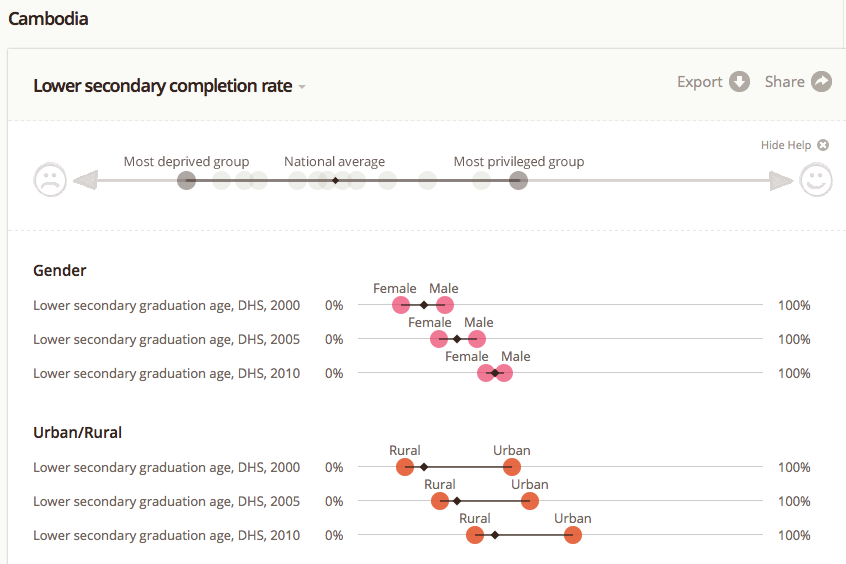 Cambodia
Lower secondary completion rate
Export
Share
Hide Help
Most deprived group
National average
Most privileged group
Gender
Female Male
Lower secondary graduation age, DHS, 2000 0% 100%
Female Male
Lower secondary graduation age, DHS, 2005 0% 100%
Female Male
Lower secondary graduation age, DHS, 2010 0% 100%
Urban/Rural
Rural Urban
Lower secondary graduation age, DHS, 2000 0% 100%
Rural Urban
Lower secondary graduation age, DHS, 2005 0% 100%
Rural Urban
Lower secondary graduation age, DHS, 2010 0% 100%